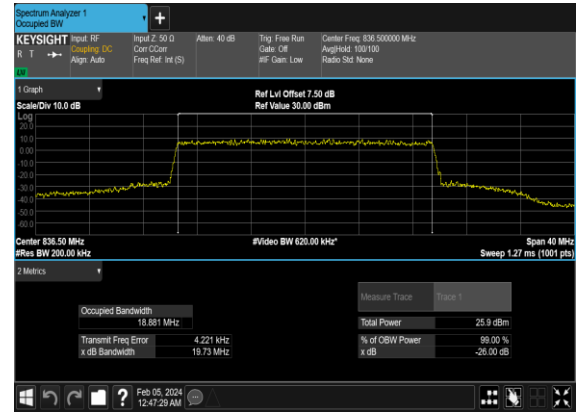 Spectrum Analyzer 1
Occupied BW
+
KEYSIGHT Input: RF Input Z: 50 Ω Atten: 40 dB Trig: Free Run Center Freq: 836.500000 MHz
R T Coupling: DC Corr CCorr Gate: Off Avg|Hold: 100/100
Align: Auto Freq Ref: Int (S) #IF Gain: Low Radio Std: None
1 Graph
Scale/Div 10.0 dB
Ref Lvl Offset 7.50 dB
Ref Value 30.00 dBm
Log
20.0
10.0
0.00
-10.0
-20.0
-30.0
-40.0
-50.0
-60.0
Center 836.50 MHz #Video BW 620.00 kHz* Span 40 MHz
#Res BW 200.00 kHz Sweep 1.27 ms (1001 pts)
2 Metrics
Measure Trace Trace 1
Occupied Bandwidth
18.881 MHz
Total Power 25.9 dBm
Transmit Freq Error 4.221 kHz % of OBW Power 99.00 %
x dB Bandwidth 19.73 MHz x dB -26.00 dB
?
Feb 05, 2024
12:47:29 AM